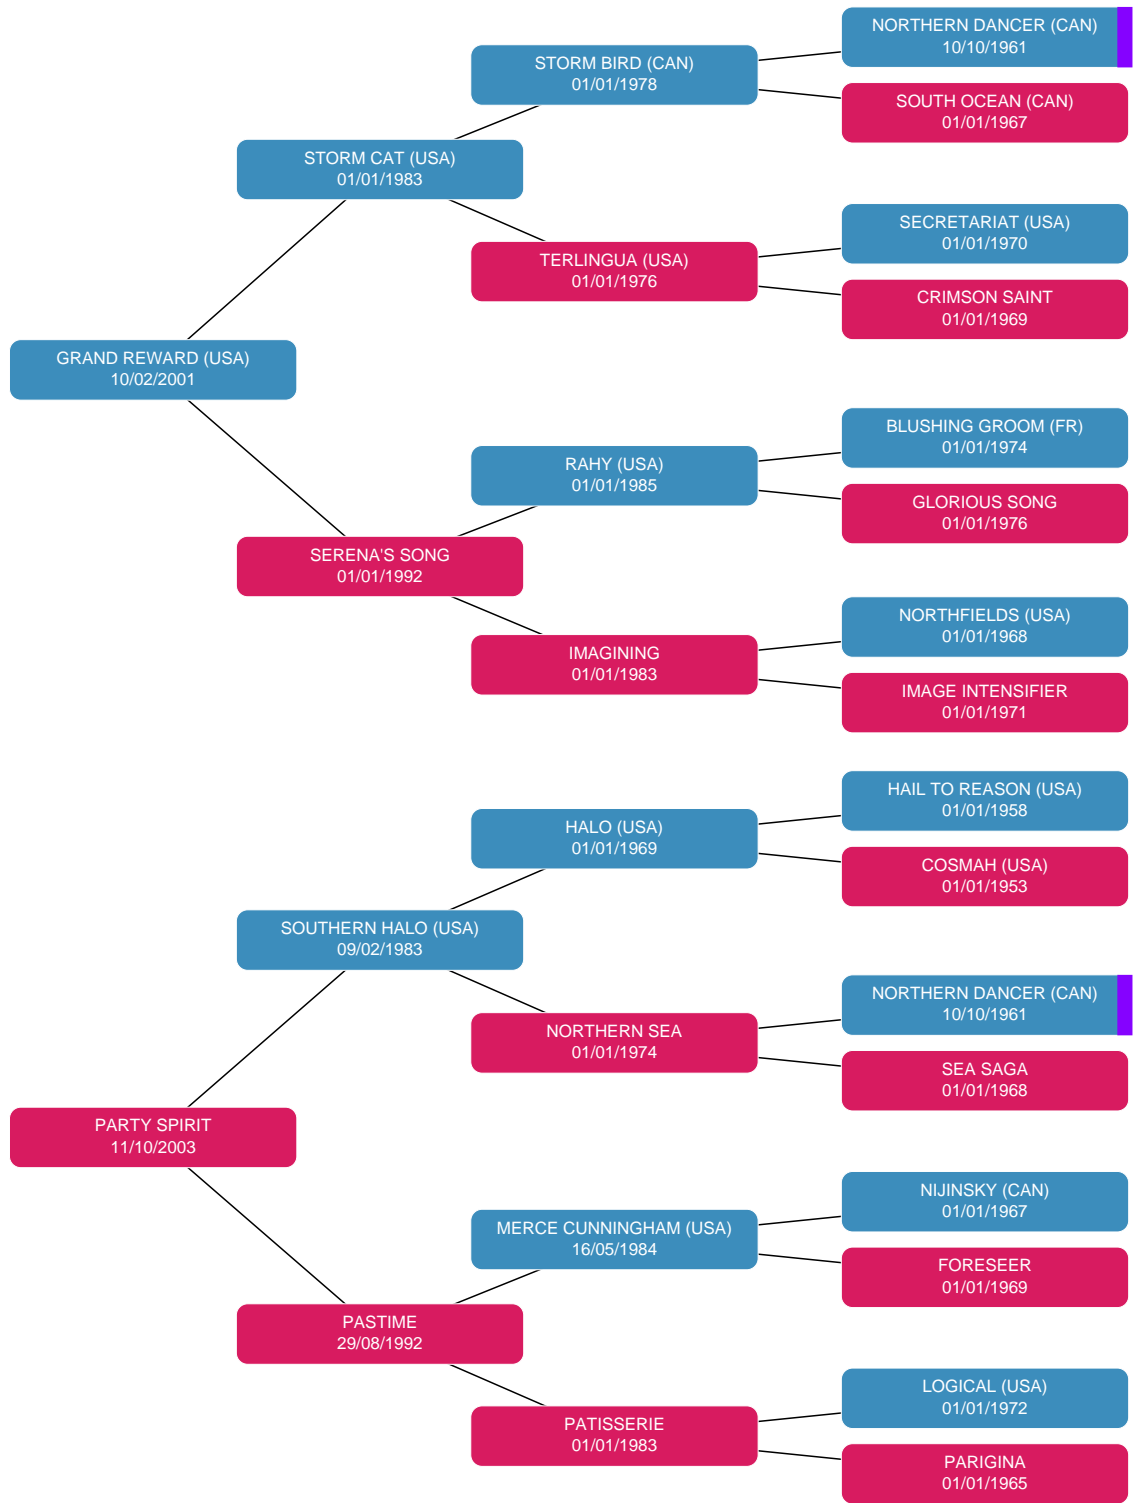 NORTHERN DANCER (CAN)
10/10/1961
STORM BIRD (CAN)
01/01/1978
SOUTH OCEAN (CAN)
01/01/1967
STORM CAT (USA)
01/01/1983
SECRETARIAT (USA)
01/01/1970
TERLINGUA (USA)
01/01/1976
CRIMSON SAINT
01/01/1969
GRAND REWARD (USA)
10/02/2001
BLUSHING GROOM (FR)
01/01/1974
RAHY (USA)
01/01/1985
GLORIOUS SONG
01/01/1976
SERENA'S SONG
01/01/1992
NORTHFIELDS (USA)
01/01/1968
IMAGINING
01/01/1983
IMAGE INTENSIFIER
01/01/1971
HAIL TO REASON (USA)
01/01/1958
HALO (USA)
01/01/1969
COSMAH (USA)
01/01/1953
SOUTHERN HALO (USA)
09/02/1983
NORTHERN DANCER (CAN)
10/10/1961
NORTHERN SEA
01/01/1974
SEA SAGA
01/01/1968
PARTY SPIRIT
11/10/2003
NIJINSKY (CAN)
01/01/1967
MERCE CUNNINGHAM (USA)
16/05/1984
FORESEER
01/01/1969
PASTIME
29/08/1992
LOGICAL (USA)
01/01/1972
PATISSERIE
01/01/1983
PARIGINA
01/01/1965